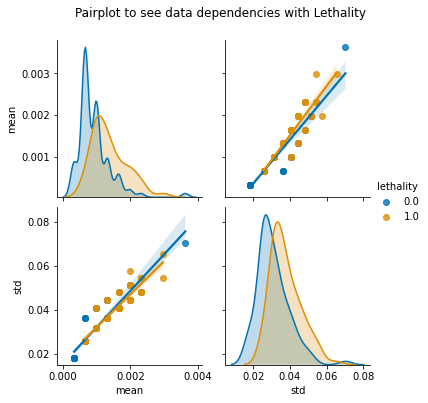 Pairplot to see data dependencies with Lethality
0.003
0.002
0.001
mean
lethality
0.0
1.0
0.08
0.06
0.04
0.02
std
0.000 0.002 0.004
mean
0.02 0.04 0.06 0.08
std